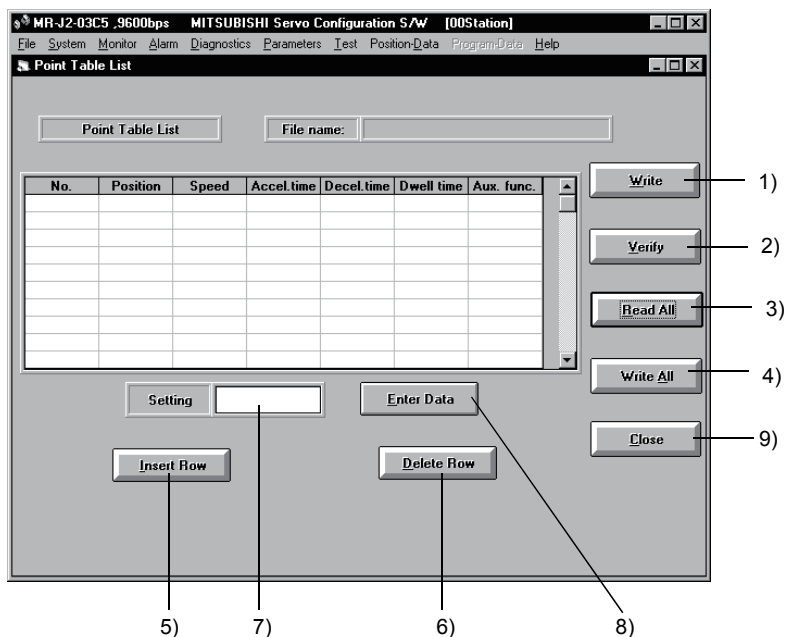 MR-J2-03C5 ,9600bps MITSUBISHI Servo Configuration S/W [00Station]
File System Monitor Alarm Diagnostics Parameters Test Position-Data Program-Data Help
Point Table List
Point Table List File name:
No. Position Speed Accel.time Decel.time Dwell time Aux. func.
Write 1)
Verify 2)
Read All 3)
Write All 4)
Setting Enter Data
Close 9)
Insert Row Delete Row
5) 7) 6) 8)